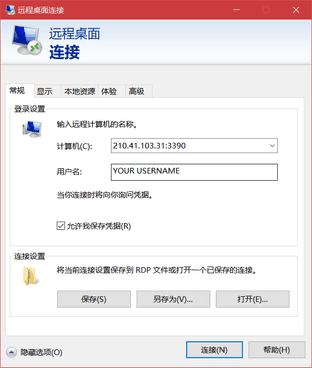 远程桌面连接
远程桌面
连接
常规 显示 本地资源 体验 高级
登录设置
输入远程计算机的名称。
计算机(C): 210.41.103.31:3390
用户名: YOUR USERNAME
当你连接时将向你询问凭据。
允许我保存凭据(R)
连接设置
将当前连接设置保存到 RDP 文件或打开一个已保存的连接。
保存(S) 另存为(V)... 打开(E)...
隐藏选项(O) 连接(N) 帮助(H)